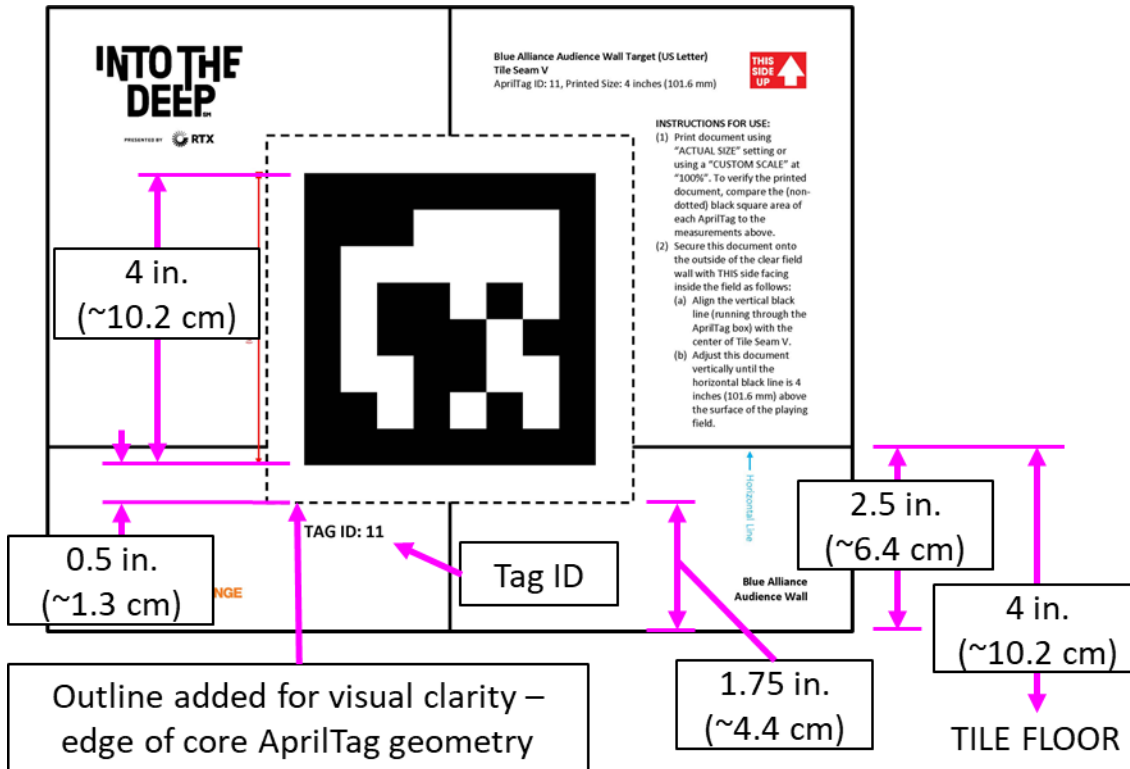 INTO THE
DEEP
SM
PRESENTED BY RTX
Blue Alliance Audience Wall Target (US Letter)
Tile Seam V
AprilTag ID: 11, Printed Size: 4 inches (101.6 mm)
THIS
SIDE
UP
INSTRUCTIONS FOR USE:
(1) Print document using
"ACTUAL SIZE" setting or
using a "CUSTOM SCALE" at
"100%". To verify the printed
document, compare the (non-
dotted) black square area of
each AprilTag to the
measurements above.
(2) Secure this document onto
the outside of the clear field
wall with THIS side facing
inside the field as follows:
(a) Align the vertical black
line (running through the
AprilTag box) with the
center of Tile Seam V.
(b) Adjust this document
vertically until the
horizontal black line is 4
inches (101.6 mm) above
the surface of the playing
field.
4 in.
(~10.2 cm)
0.5 in.
(~1.3 cm)
NGE
TAG ID: 11
Tag ID
Horizontal Line
Blue Alliance
Audience Wall
2.5 in.
(~6.4 cm)
4 in.
(~10.2 cm)
1.75 in.
(~4.4 cm)
TILE FLOOR
Outline added for visual clarity –
edge of core AprilTag geometry